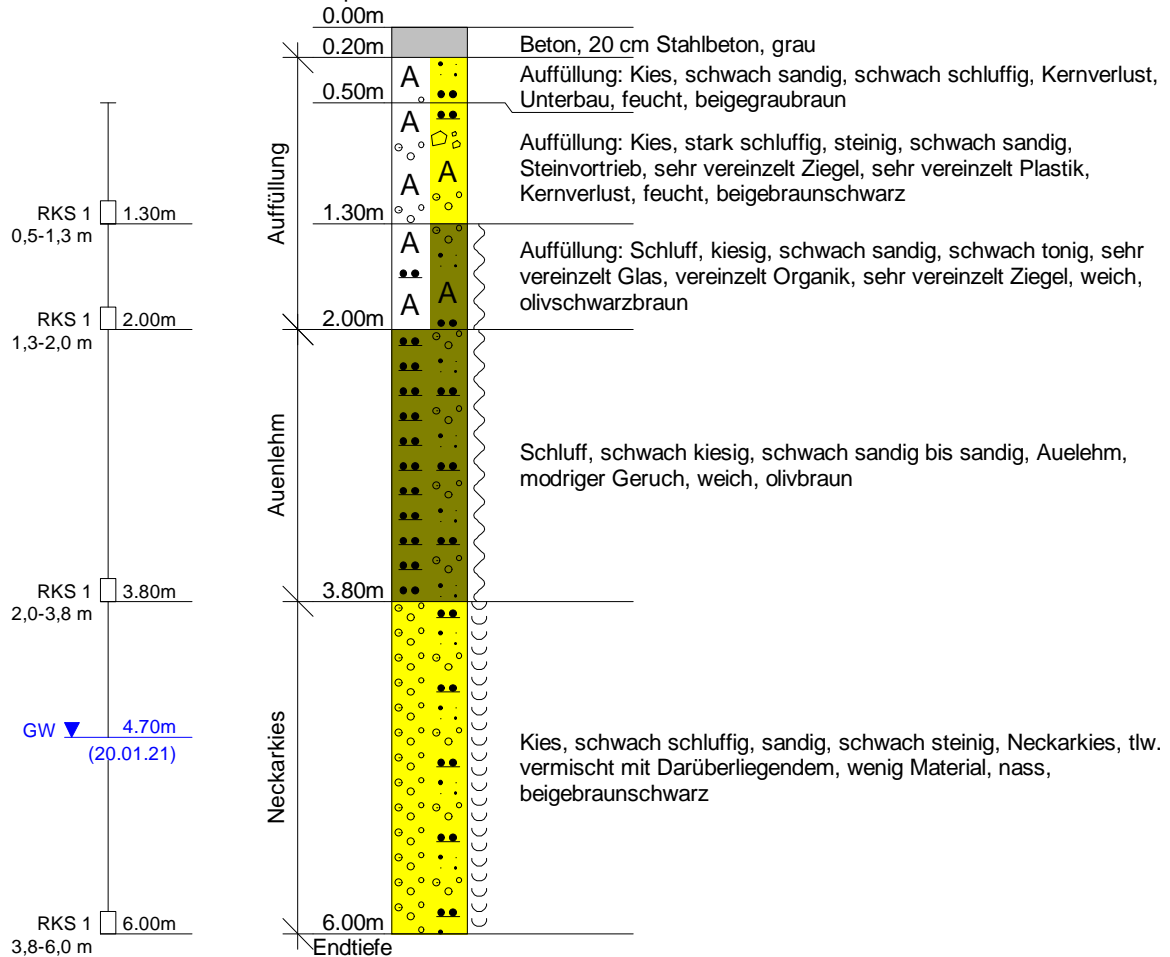 0.00m
0.20m
Beton, 20 cm Stahlbeton, grau
A
Auffüllung: Kies, schwach sandig, schwach schluffig, Kernverlust,
Unterbau, feucht, beigegraubraun
0.50m
A
Auffüllung: Kies, stark schluffig, steinig, schwach sandig,
Steinvortrieb, sehr vereinzelt Ziegel, sehr vereinzelt Plastik,
Kernverlust, feucht, beigebraunschwarz
A
A
Auffüllung
RKS 1 1.30m
0,5-1,3 m
1.30m
A
Auffüllung: Schluff, kiesig, schwach sandig, schwach tonig, sehr
vereinzelt Glas, vereinzelt Organik, sehr vereinzelt Ziegel, weich,
olivschwarzbraun
A
A
RKS 1 2.00m
1,3-2,0 m
2.00m
Auenlehm
Schluff, schwach kiesig, schwach sandig bis sandig, Auelehm,
modriger Geruch, weich, olivbraun
RKS 1 3.80m
2,0-3,8 m
3.80m
GW 4.70m
(20.01.21)
Neckarkies
Kies, schwach schluffig, sandig, schwach steinig, Neckarkies, tlw.
vermischt mit Darüberliegendem, wenig Material, nass,
beigebraunschwarz
RKS 1 6.00m
3,8-6,0 m
6.00m
Endtiefe